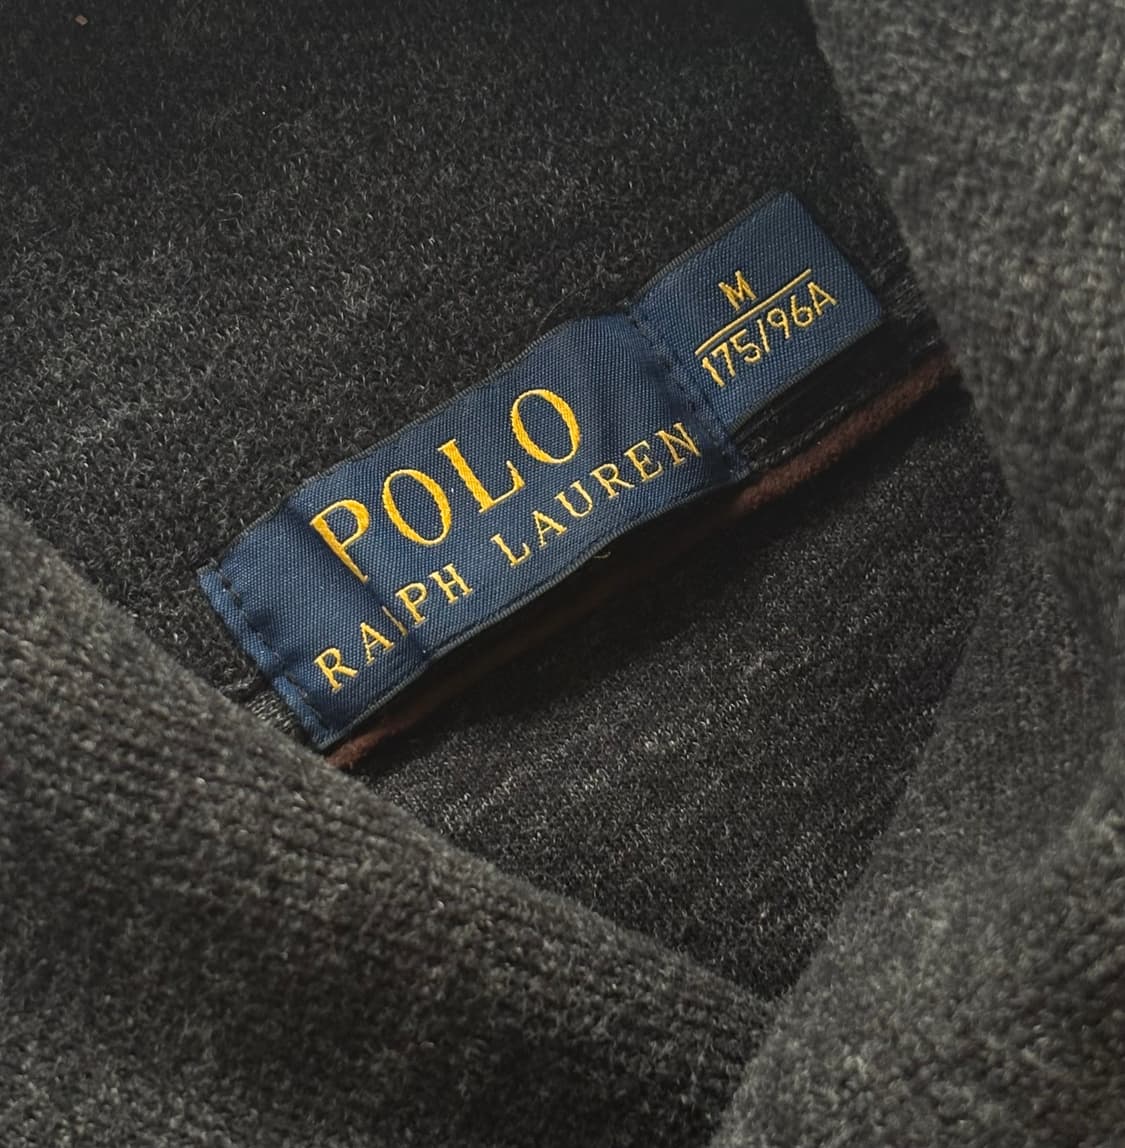 POLO
RALPH LAUREN
M
175/96A